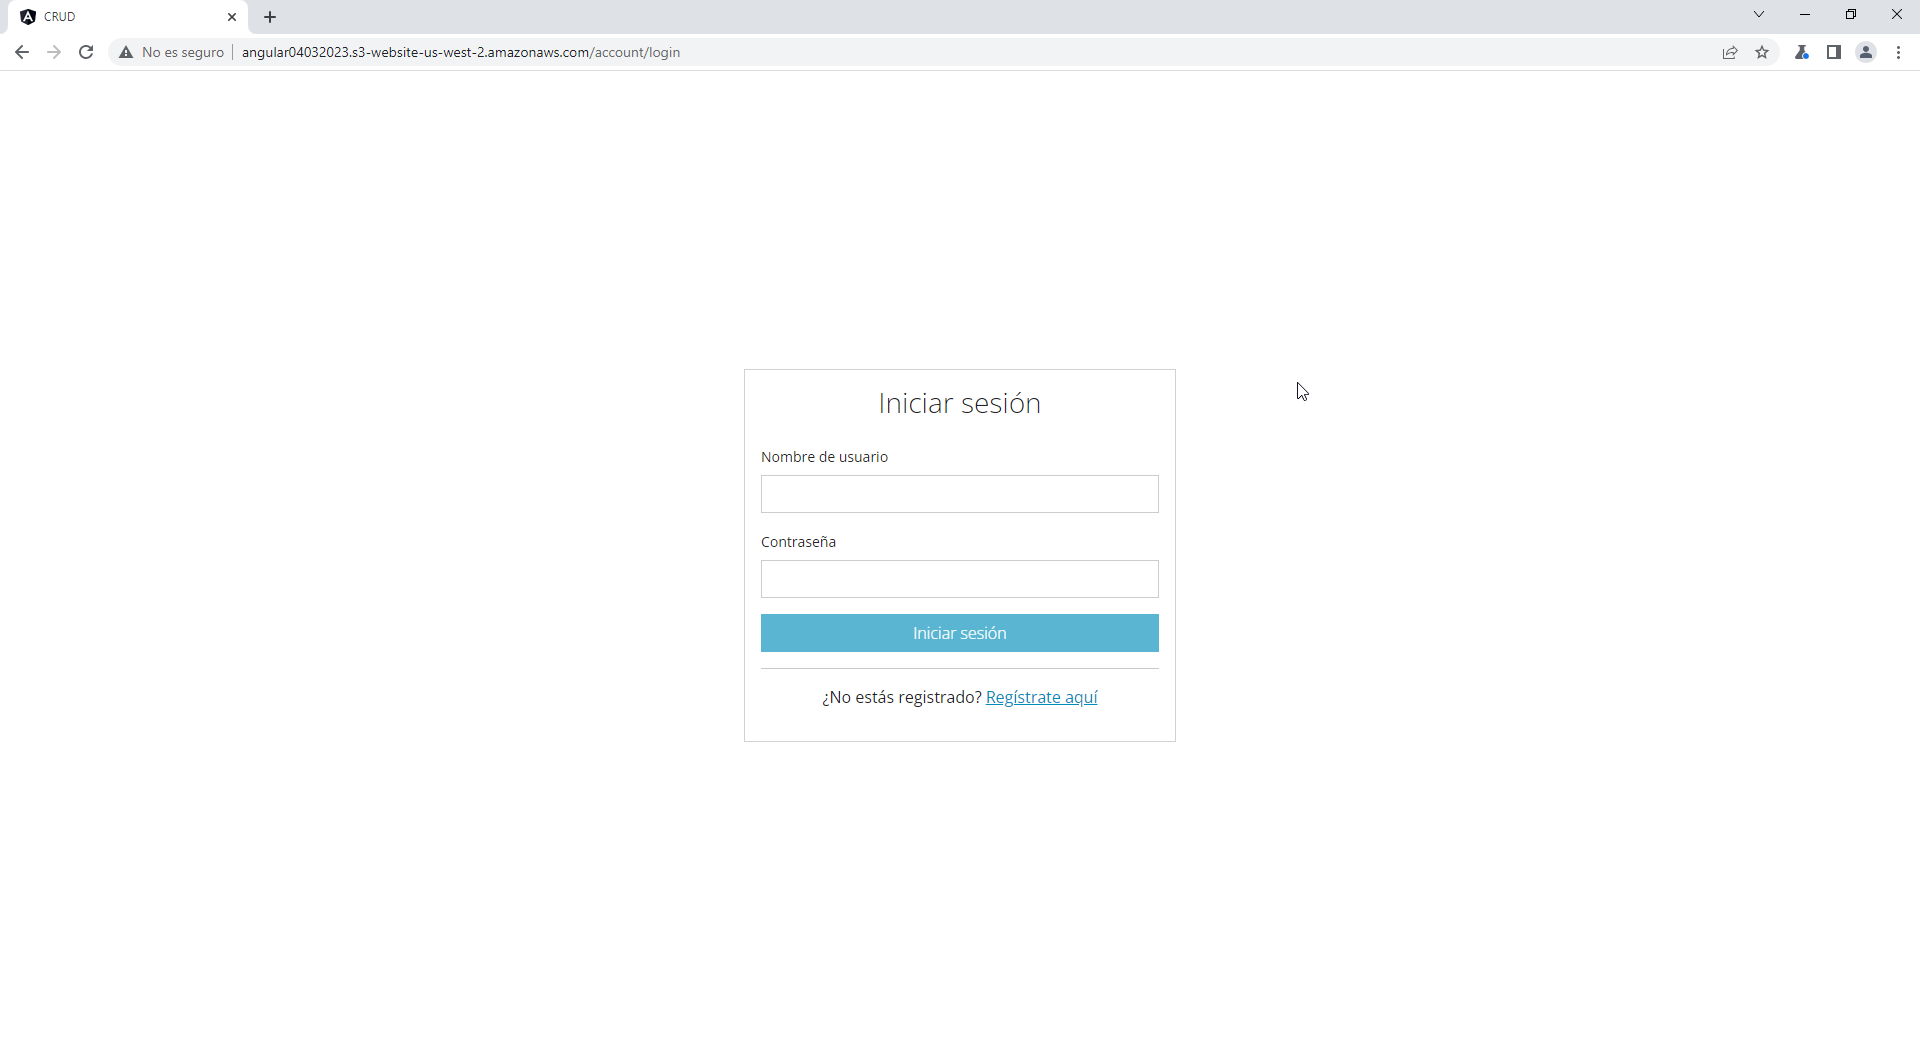 CRUD
No es seguro angular04032023.s3-website-us-west-2.amazonaws.com/account/login
Iniciar sesión
Nombre de usuario
Contraseña
Iniciar sesión
¿No estás registrado? Regístrate aquí